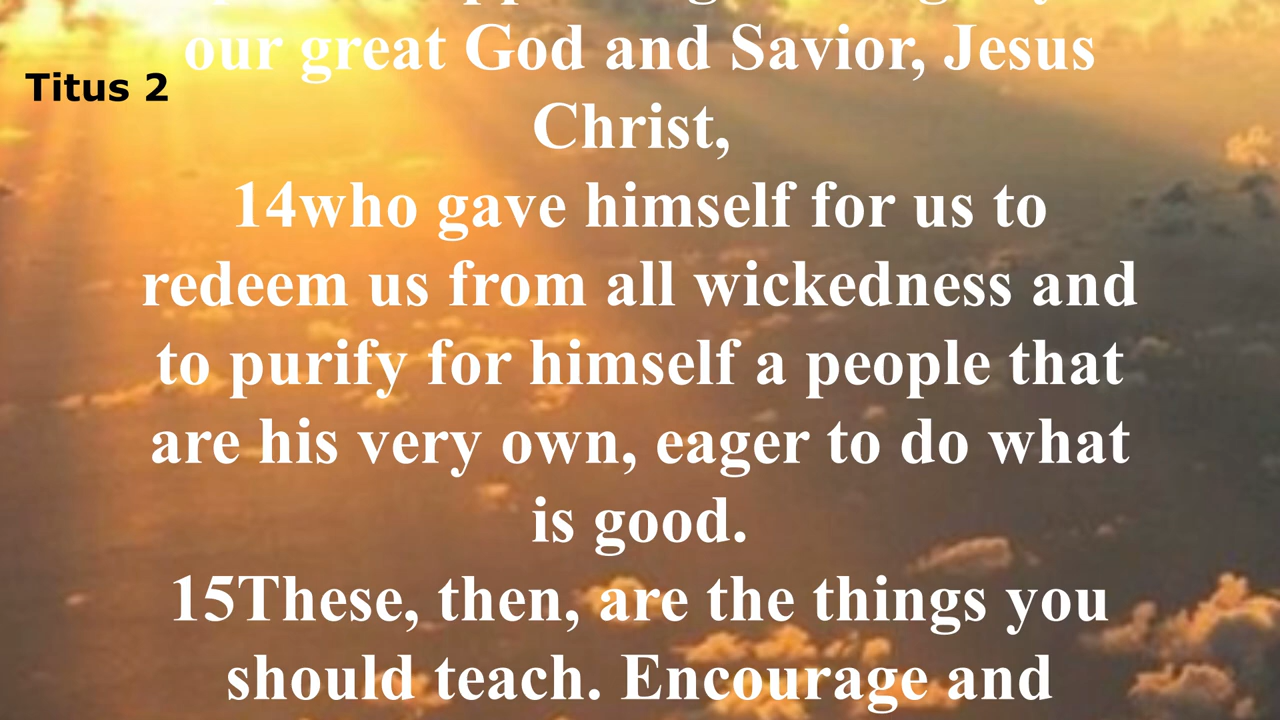 our great God and Savior, Jesus
Titus 2
Christ,
14who gave himself for us to
redeem us from all wickedness and
to purify for himself a people that
are his very own, eager to do what
is good.
15These, then, are the things you
should teach. Encourage and